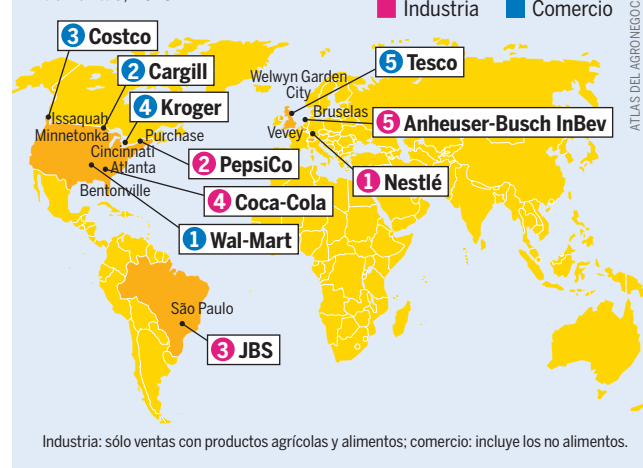 Industria
Comercio
3 Costco
2 Cargill
4 Kroger
Issaquah
Minnetonka
Cincinnati
Purchase
Atlanta
Bentonville
2 PepsiCo
4 Coca-Cola
1 Wal-Mart
Welwyn Garden
City
5 Tesco
Bruselas
5 Anheuser-Busch InBev
Vevey
1 Nestlé
São Paulo
3 JBS
Industria: sólo ventas con productos agrícolas y alimentos; comercio: incluye los no alimentos.
ATLAS DEL AGRONEGOC